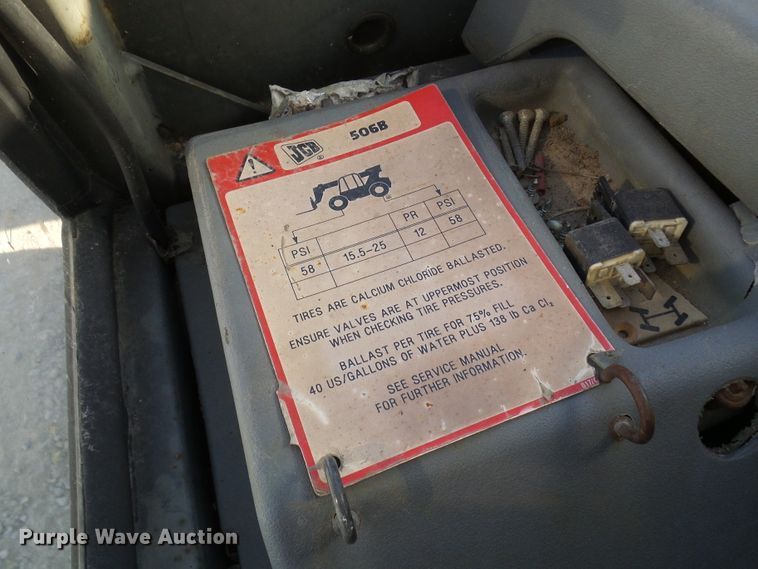 JCB ® 506B
PSI PR PSI
58 15.5-25 12 58
TIRES ARE CALCIUM CHLORIDE BALLASTED.
ENSURE VALVES ARE AT UPPERMOST POSITION
WHEN CHECKING TIRE PRESSURES.
BALLAST PER TIRE FOR 75% FILL
40 US/GALLONS OF WATER PLUS 138 lb Ca Cl₂
SEE SERVICE MANUAL
FOR FURTHER INFORMATION.
Purple Wave Auction®